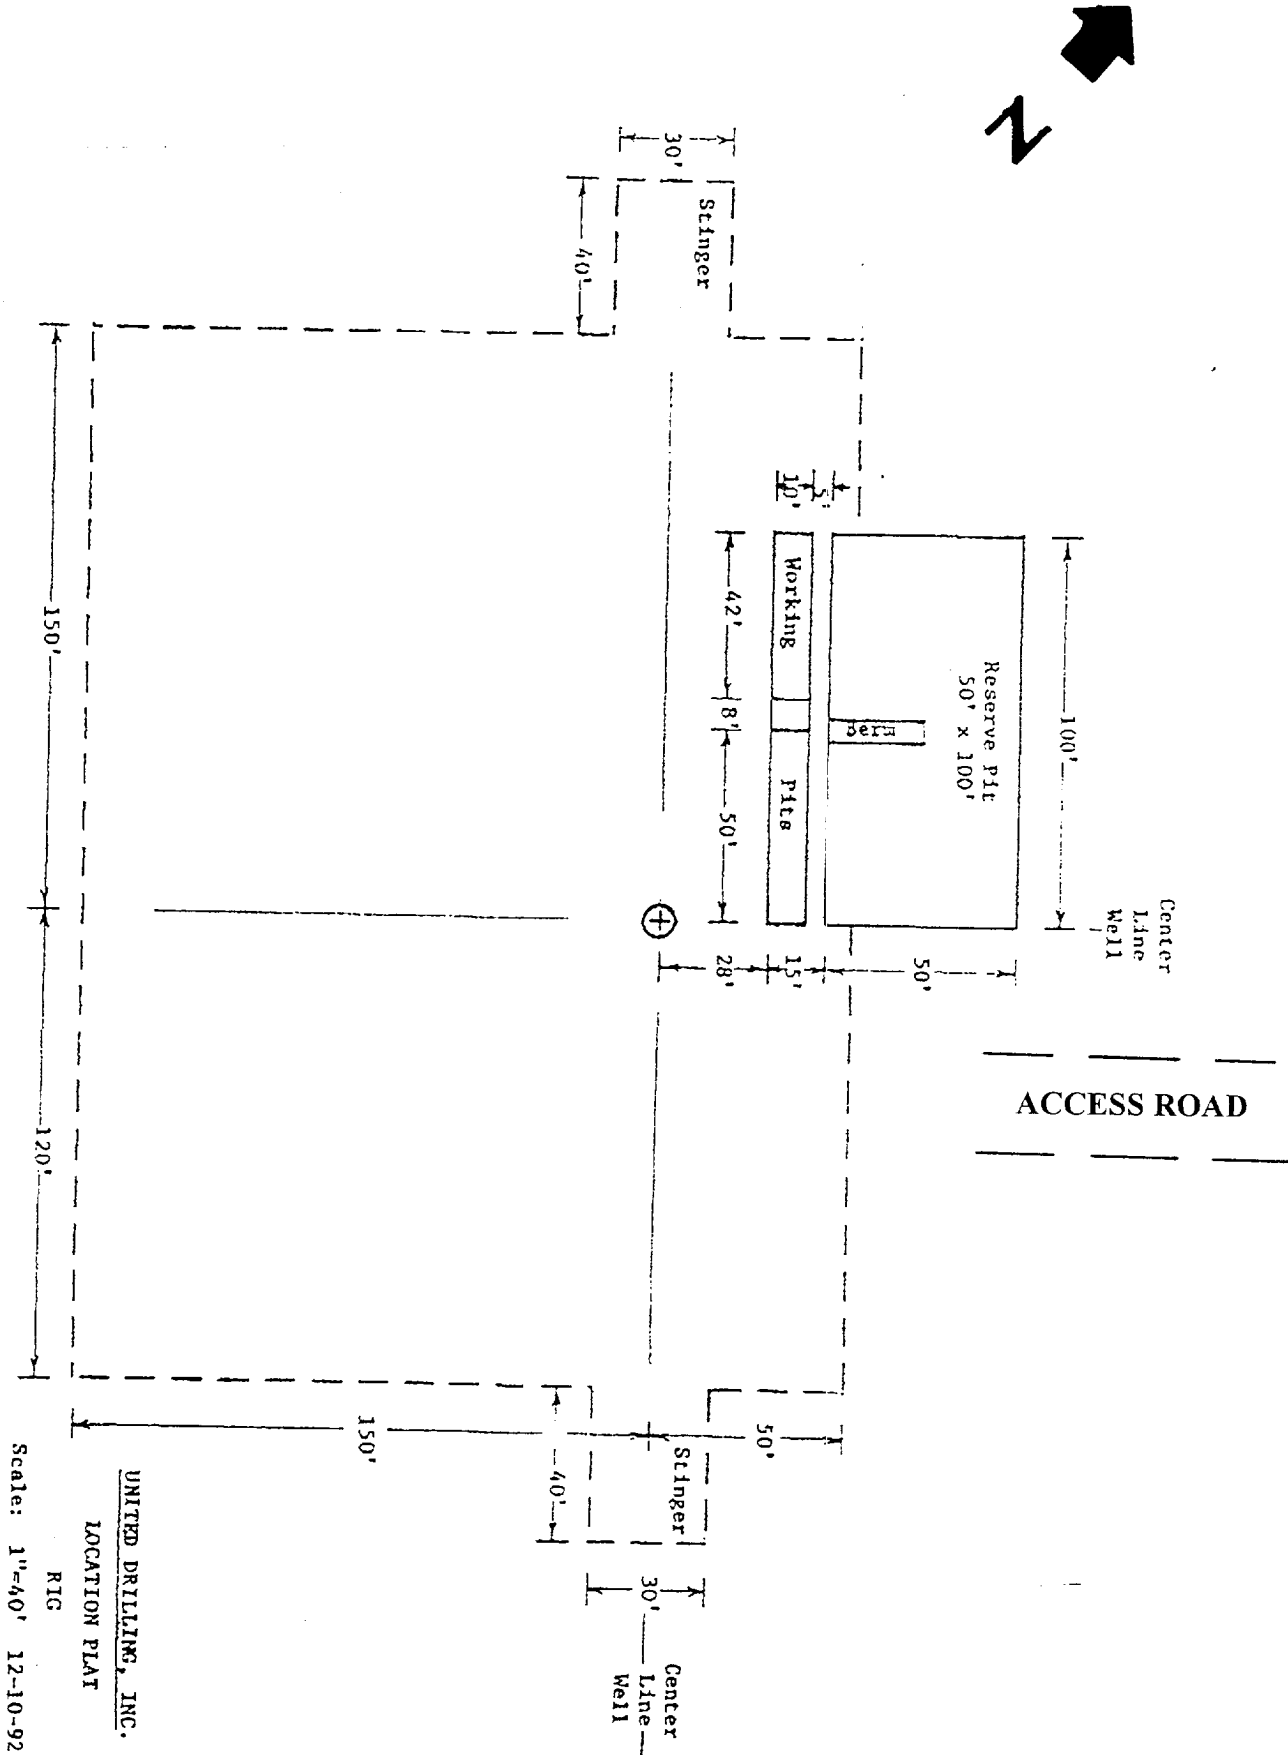 N
30'
Stinger
40'
10'
5'
Working
42'
8'
Pits
50'
Berm
Reserve Pit
50' x 100'
100'
Center
Line
Well
28'
15'
50'
ACCESS ROAD
150'
120'
150'
50'
40'
Stinger
30'
Center
Line
Well
UNITED DRILLING, INC.
LOCATION PLAT
RIG
Scale: 1"=40' 12-10-92